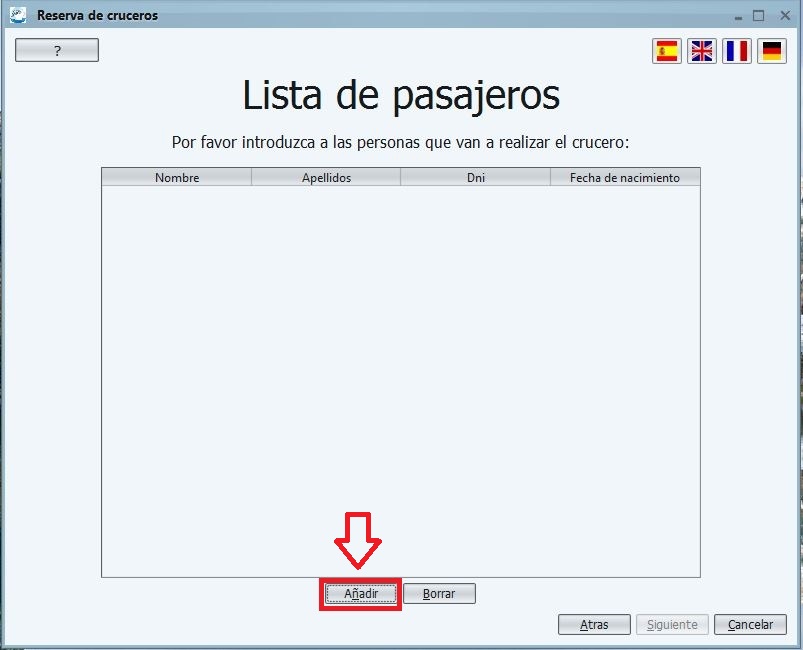 Reserva de cruceros
?
Lista de pasajeros
Por favor introduzca a las personas que van a realizar el crucero:
Nombre Apellidos Dni Fecha de nacimiento
Añadir Borrar
Atras Siguiente Cancelar